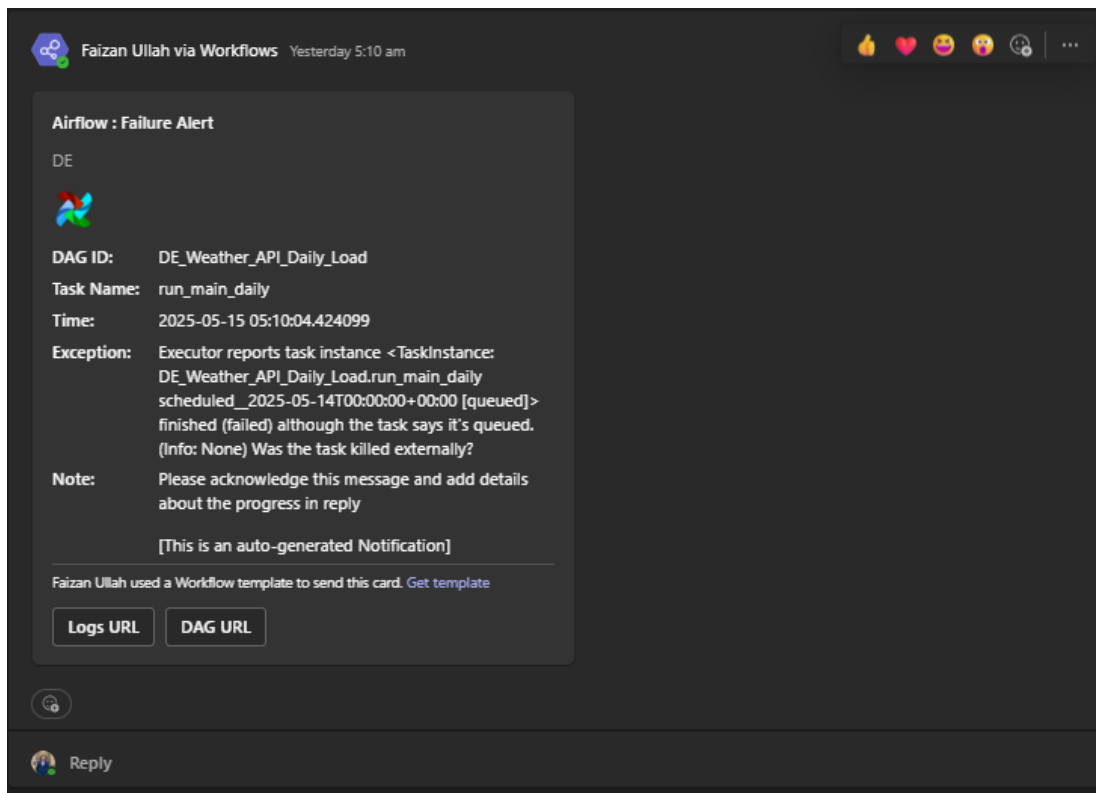 Faizan Ullah via Workflows Yesterday 5:10 am
Airflow : Failure Alert
DE
DAG ID: DE_Weather_API_Daily_Load
Task Name: run_main_daily
Time: 2025-05-15 05:10:04.424099
Exception: Executor reports task instance <TaskInstance:
DE_Weather_API_Daily_Load.run_main_daily
scheduled__2025-05-14T00:00:00+00:00 [queued]>
finished (failed) although the task says it's queued.
(Info: None) Was the task killed externally?
Note: Please acknowledge this message and add details
about the progress in reply
[This is an auto-generated Notification]
Faizan Ullah used a Workflow template to send this card. Get template
Logs URL DAG URL
Reply